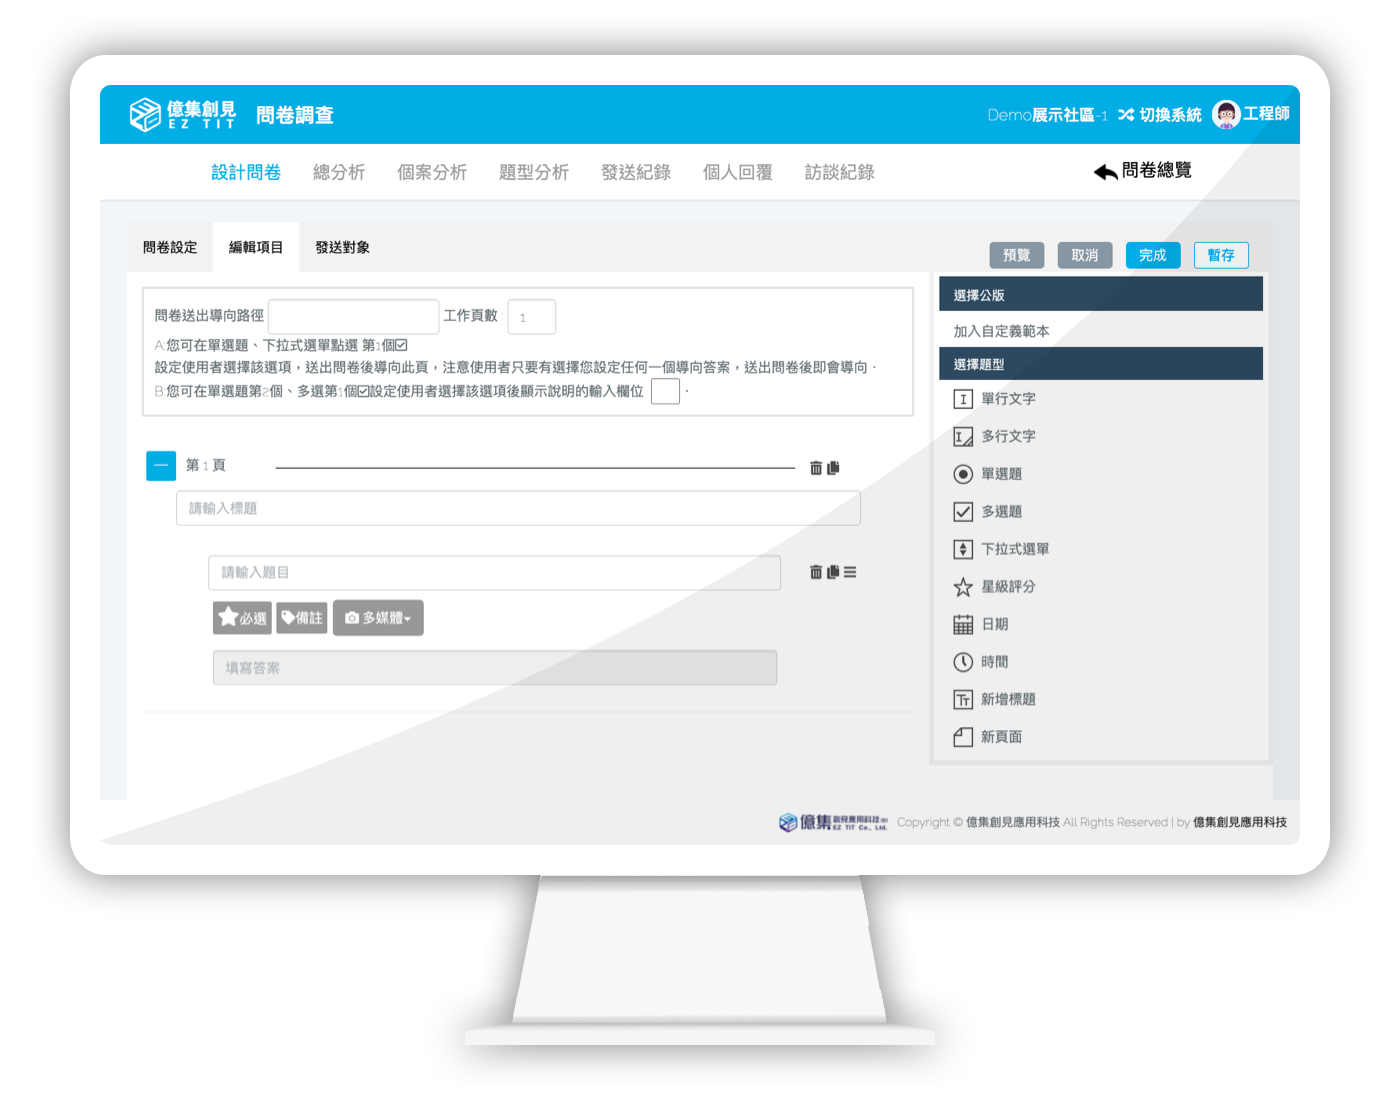 億集創見
EZ TIT
問卷調查
Demo展示社區-1 切換系統 工程師
設計問卷 總分析 個案分析 題型分析 發送紀錄 個人回覆 訪談紀錄 問卷總覽
問卷設定 編輯項目 發送對象
預覽 取消 完成 暫存
問卷送出導向路徑 工作頁數: 1
A.您可在單選題、下拉式選單點選 第1個☑
設定使用者選擇該選項，送出問卷後導向此頁，注意使用者只要有選擇您設定任何一個導向答案，送出問卷後即會導向．
B.您可在單選題第2個、多選第1個☑設定使用者選擇該選項後顯示說明的輸入欄位 ．
第 1 頁
請輸入標題
請輸入題目
必選 備註 多媒體
填寫答案
選擇公版
加入自定義範本
選擇題型
單行文字
多行文字
單選題
多選題
下拉式選單
星級評分
日期
時間
新增標題
新頁面
億集創見應用科技
EZ TIT Co., Ltd.
Copyright © 億集創見應用科技 All Rights Reserved | by 億集創見應用科技